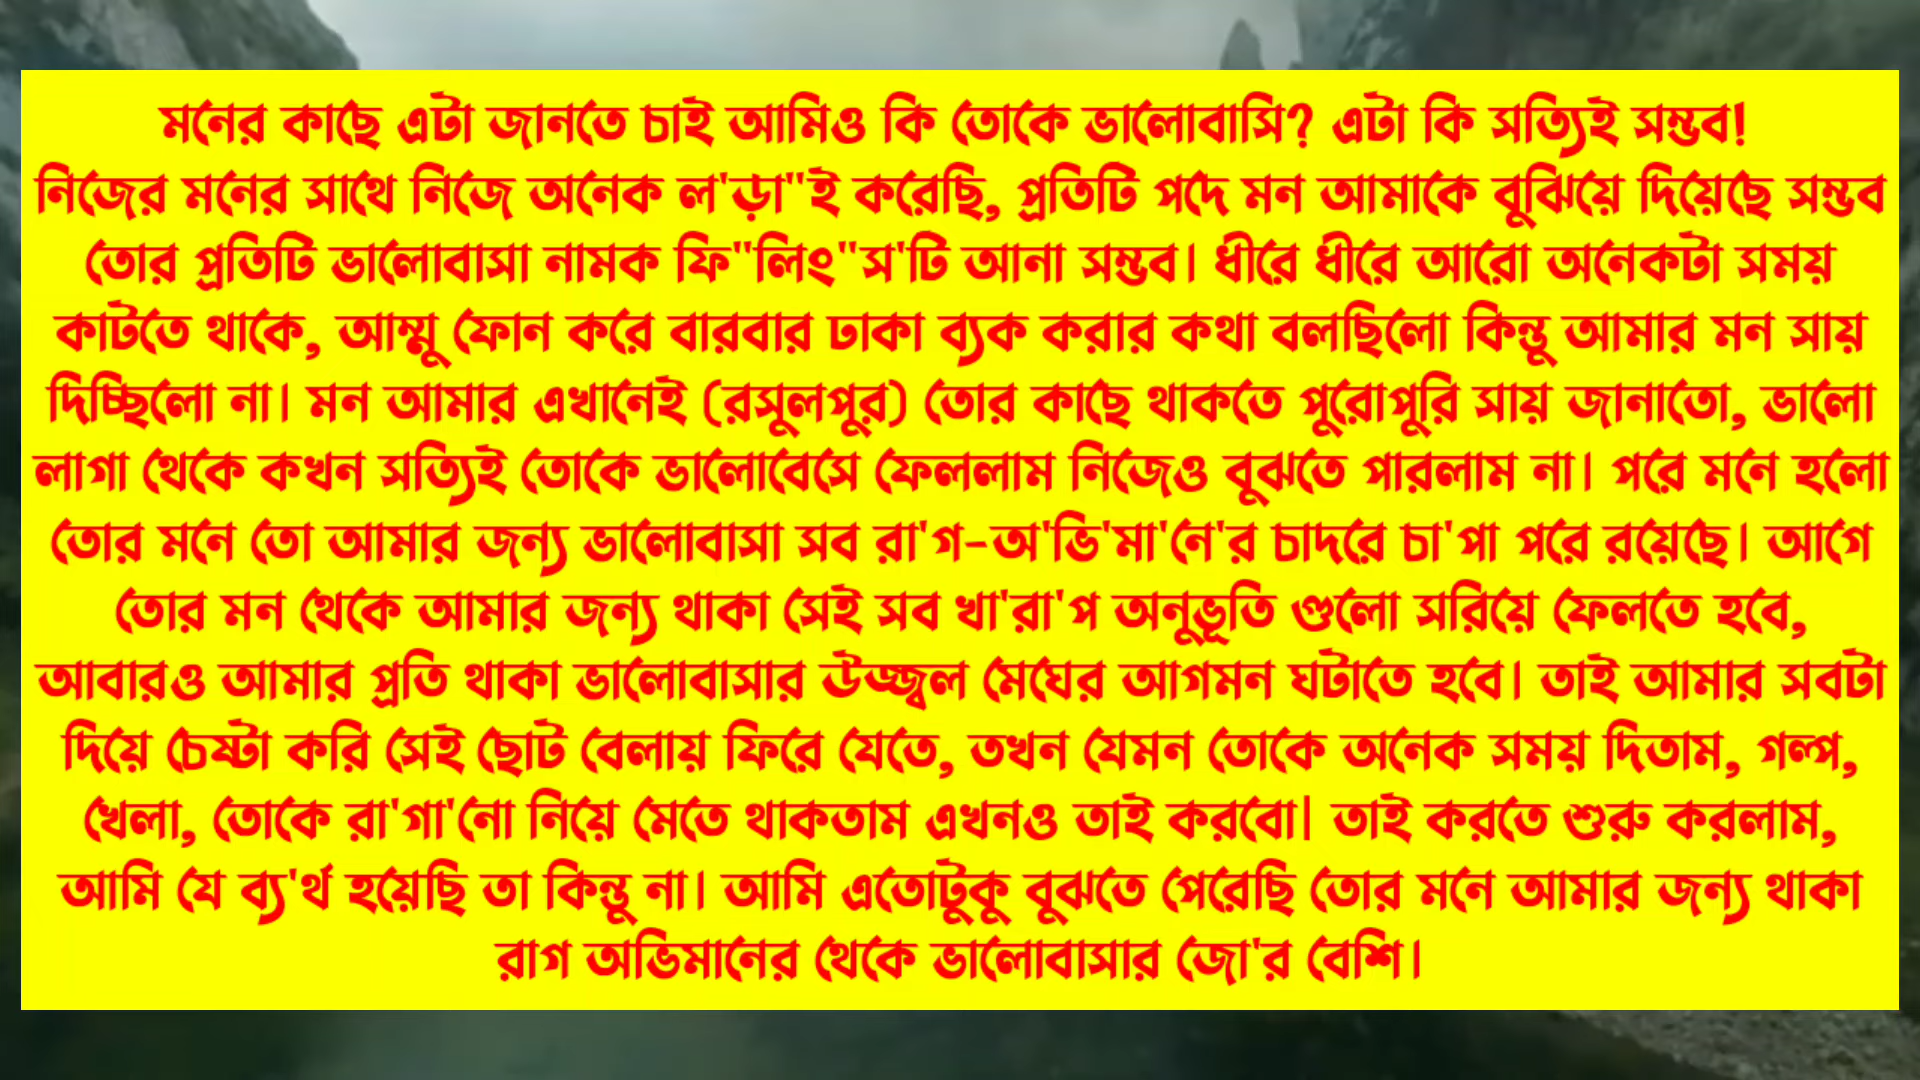 মনের কাছে এটা জানতে চাই আমিও কি তোকে ভালোবাসি? এটা কি সত্যিই সম্ভব!
নিজের মনের সাথে নিজে অনেক ল'ড়া"ই করেছি, প্রতিটি পদে মন আমাকে বুঝিয়ে দিয়েছে সম্ভব
তোর প্রতিটি ভালোবাসা নামক ফি"লিং"স'টি আনা সম্ভব। ধীরে ধীরে আরো অনেকটা সময়
কাটতে থাকে, আম্মু ফোন করে বারবার ঢাকা ব্যক করার কথা বলছিলো কিন্তু আমার মন সায়
দিচ্ছিলো না। মন আমার এখানেই (রসুলপুর) তোর কাছে থাকতে পুরোপুরি সায় জানাতো, ভালো
লাগা থেকে কখন সত্যিই তোকে ভালোবেসে ফেললাম নিজেও বুঝতে পারলাম না। পরে মনে হলো
তোর মনে তো আমার জন্য ভালোবাসা সব রা'গ-অ'ভি'মা'নে'র চাদরে চা'পা পরে রয়েছে। আগে
তোর মন থেকে আমার জন্য থাকা সেই সব খা'রা'প অনুভূতি গুলো সরিয়ে ফেলতে হবে,
আবারও আমার প্রতি থাকা ভালোবাসার উজ্জ্বল মেঘের আগমন ঘটাতে হবে। তাই আমার সবটা
দিয়ে চেষ্টা করি সেই ছোট বেলায় ফিরে যেতে, তখন যেমন তোকে অনেক সময় দিতাম, গল্প,
খেলা, তোকে রা'গা'নো নিয়ে মেতে থাকতাম এখনও তাই করবো| তাই করতে শুরু করলাম,
আমি যে ব্য'র্থ হয়েছি তা কিন্তু না। আমি এতোটুকু বুঝতে পেরেছি তোর মনে আমার জন্য থাকা
রাগ অভিমানের থেকে ভালোবাসার জো'র বেশি।